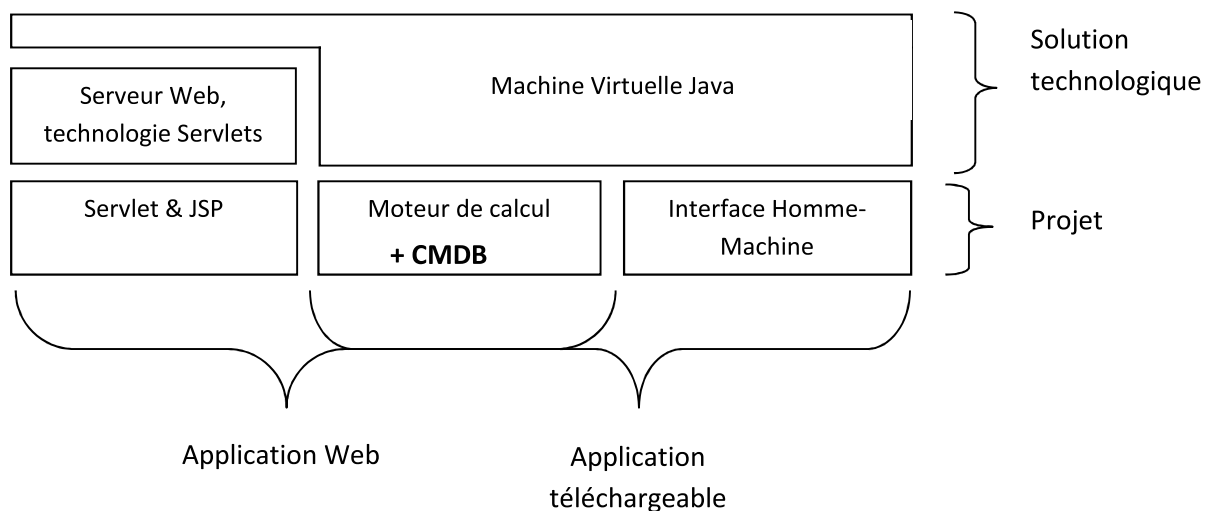 Solution
technologique
Machine Virtuelle Java
Serveur Web,
technologie Servlets
Servlet & JSP
Moteur de calcul
+ CMDB
Interface Homme-
Machine
Projet
Application Web
Application
téléchargeable